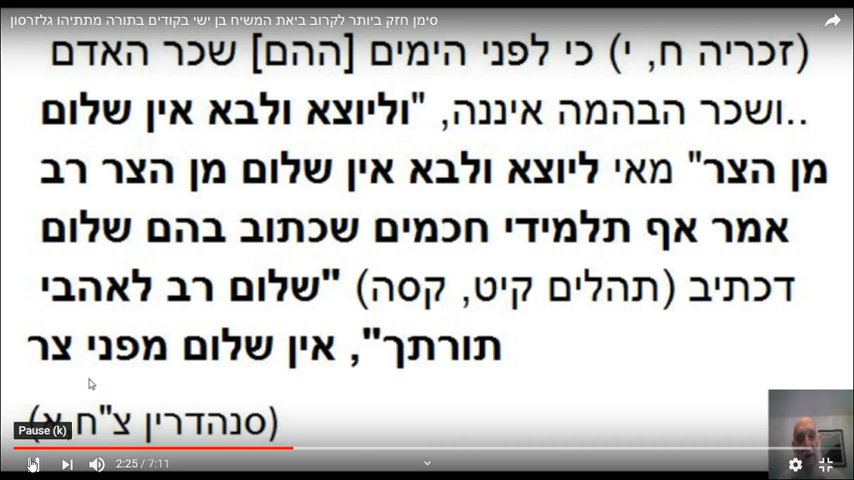 סימן חזק ביותר לקרוב ביאת המשיח בן ישי בקודים בתורה מתתיהו גלזרסון
(זכריה ח, י) כי לפני הימים [ההם] שכר האדם
..ושכר הבהמה איננה, "וליוצא ולבא אין שלום
מן הצר" מאי ליוצא ולבא אין שלום מן הצר רב
אמר אף תלמידי חכמים שכתוב בהם שלום
דכתיב (תהלים קיט, קסה) "שלום רב לאהבי
תורתך", אין שלום מפני צר
(סנהדרין צ"ח,א)
Pause (k)
2:25 / 7:11